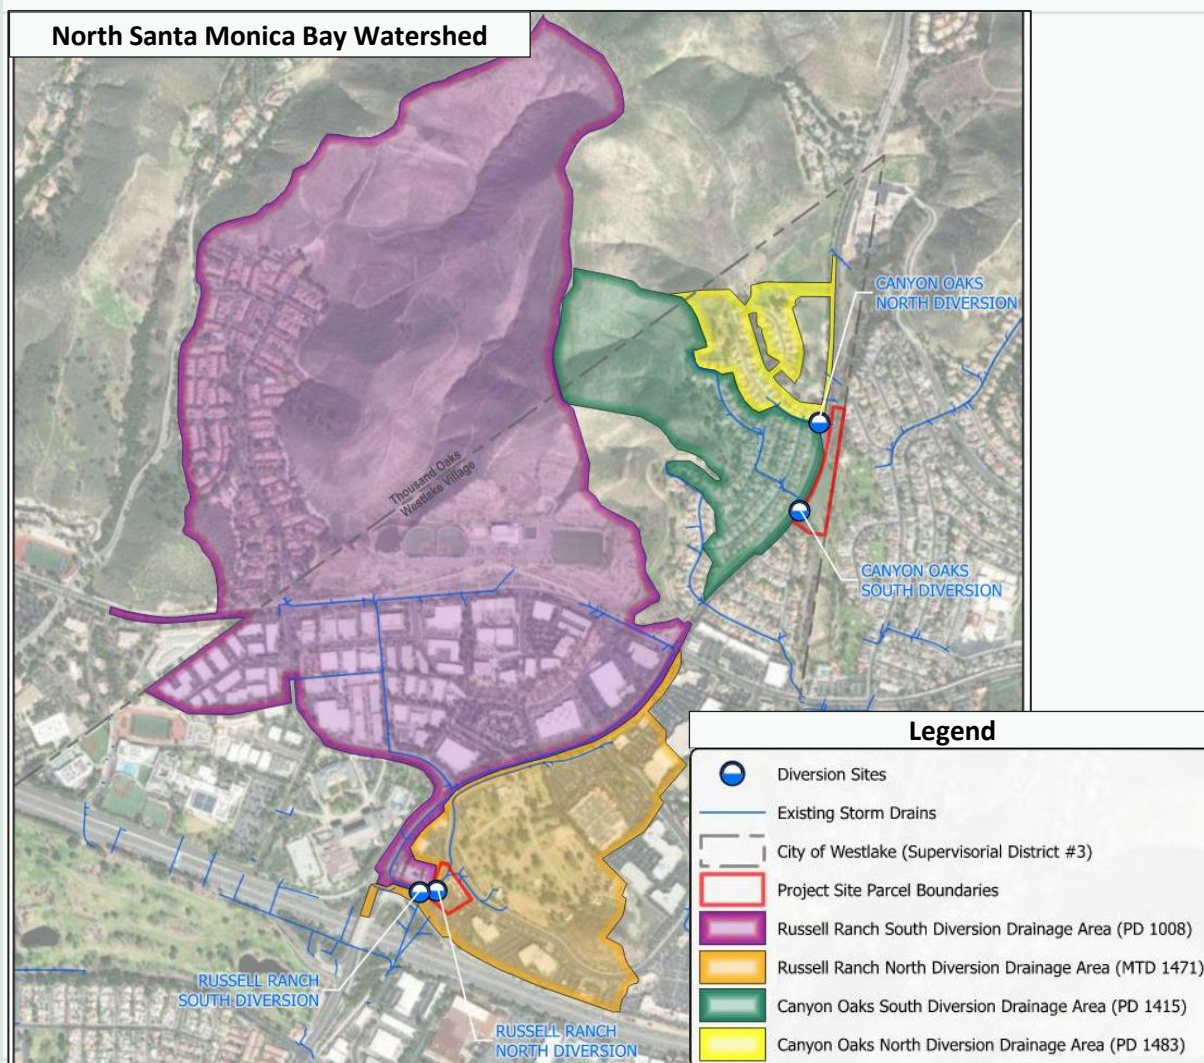 North Santa Monica Bay Watershed
CANYON OAKS
NORTH DIVERSION
Thousand Oaks
Westlake Village
CANYON OAKS
SOUTH DIVERSION
RUSSELL RANCH
SOUTH DIVERSION
RUSSELL RANCH
NORTH DIVERSION
Legend
Diversion Sites
Existing Storm Drains
City of Westlake (Supervisorial District #3)
Project Site Parcel Boundaries
Russell Ranch South Diversion Drainage Area (PD 1008)
Russell Ranch North Diversion Drainage Area (MTD 1471)
Canyon Oaks South Diversion Drainage Area (PD 1415)
Canyon Oaks North Diversion Drainage Area (PD 1483)